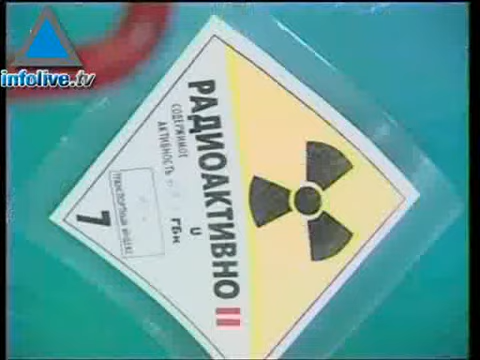 infolive.tv
РАДИОАКТИВНО II
СОДЕРЖИМОЕ U
АКТИВНОСТЬ ГБк
ТРАНСПОРТНЫЙ ИНДЕКС
7